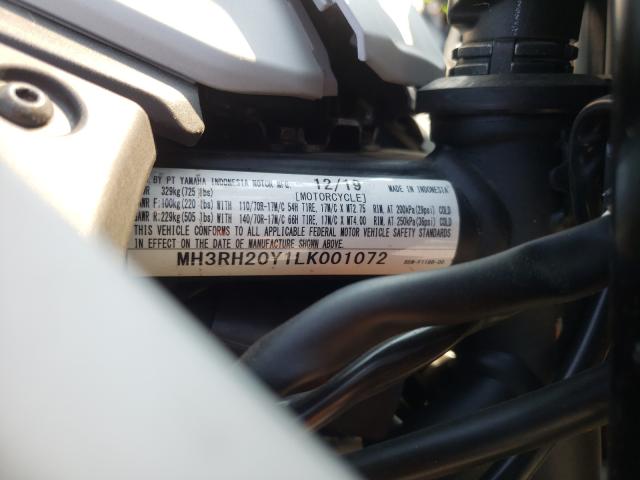 BY PT YAMAHA INDONESIA MOTOR MFG. 12/19 MADE IN INDONESIA
WR 329kg(725 lbs) [MOTORCYCLE]
AWR F:100kg(220 lbs) WITH 110/70R-17M/C 54H TIRE, 17M/C X MT2.75 RIM, AT 200kPa(29psi) COLD
AWR R:229kg(505 lbs) WITH 140/70R-17M/C 66H TIRE, 17M/C X MT4.00 RIM, AT 250kPa(36psi) COLD
THIS VEHICLE CONFORMS TO ALL APPLICABLE FEDERAL MOTOR VEHICLE SAFETY STANDARDS
IN EFFECT ON THE DATE OF MANUFACTURE SHOWN ABOVE.
MH3RH20Y1LK001072